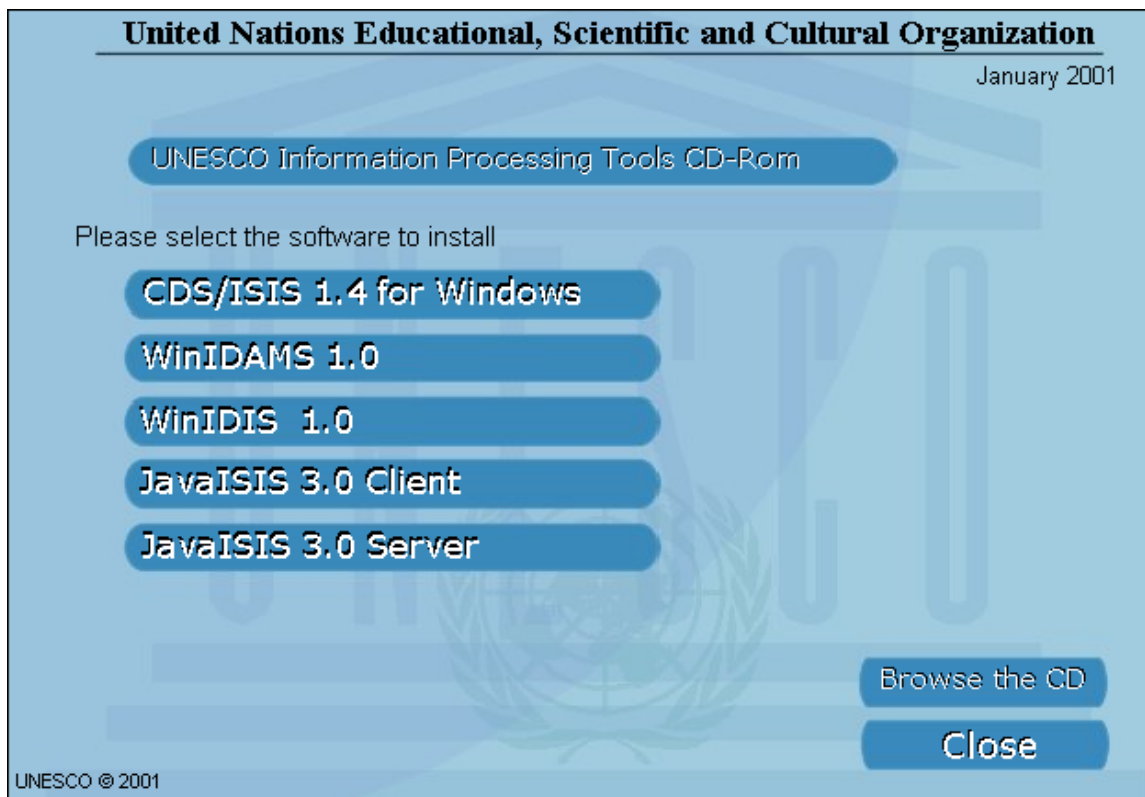 United Nations Educational, Scientific and Cultural Organization
January 2001
UNESCO Information Processing Tools CD-Rom
Please select the software to install
CDS/ISIS 1.4 for Windows
WinIDAMS 1.0
WinIDIS 1.0
JavaISIS 3.0 Client
JavaISIS 3.0 Server
UNESCO
Browse the CD
Close
UNESCO © 2001